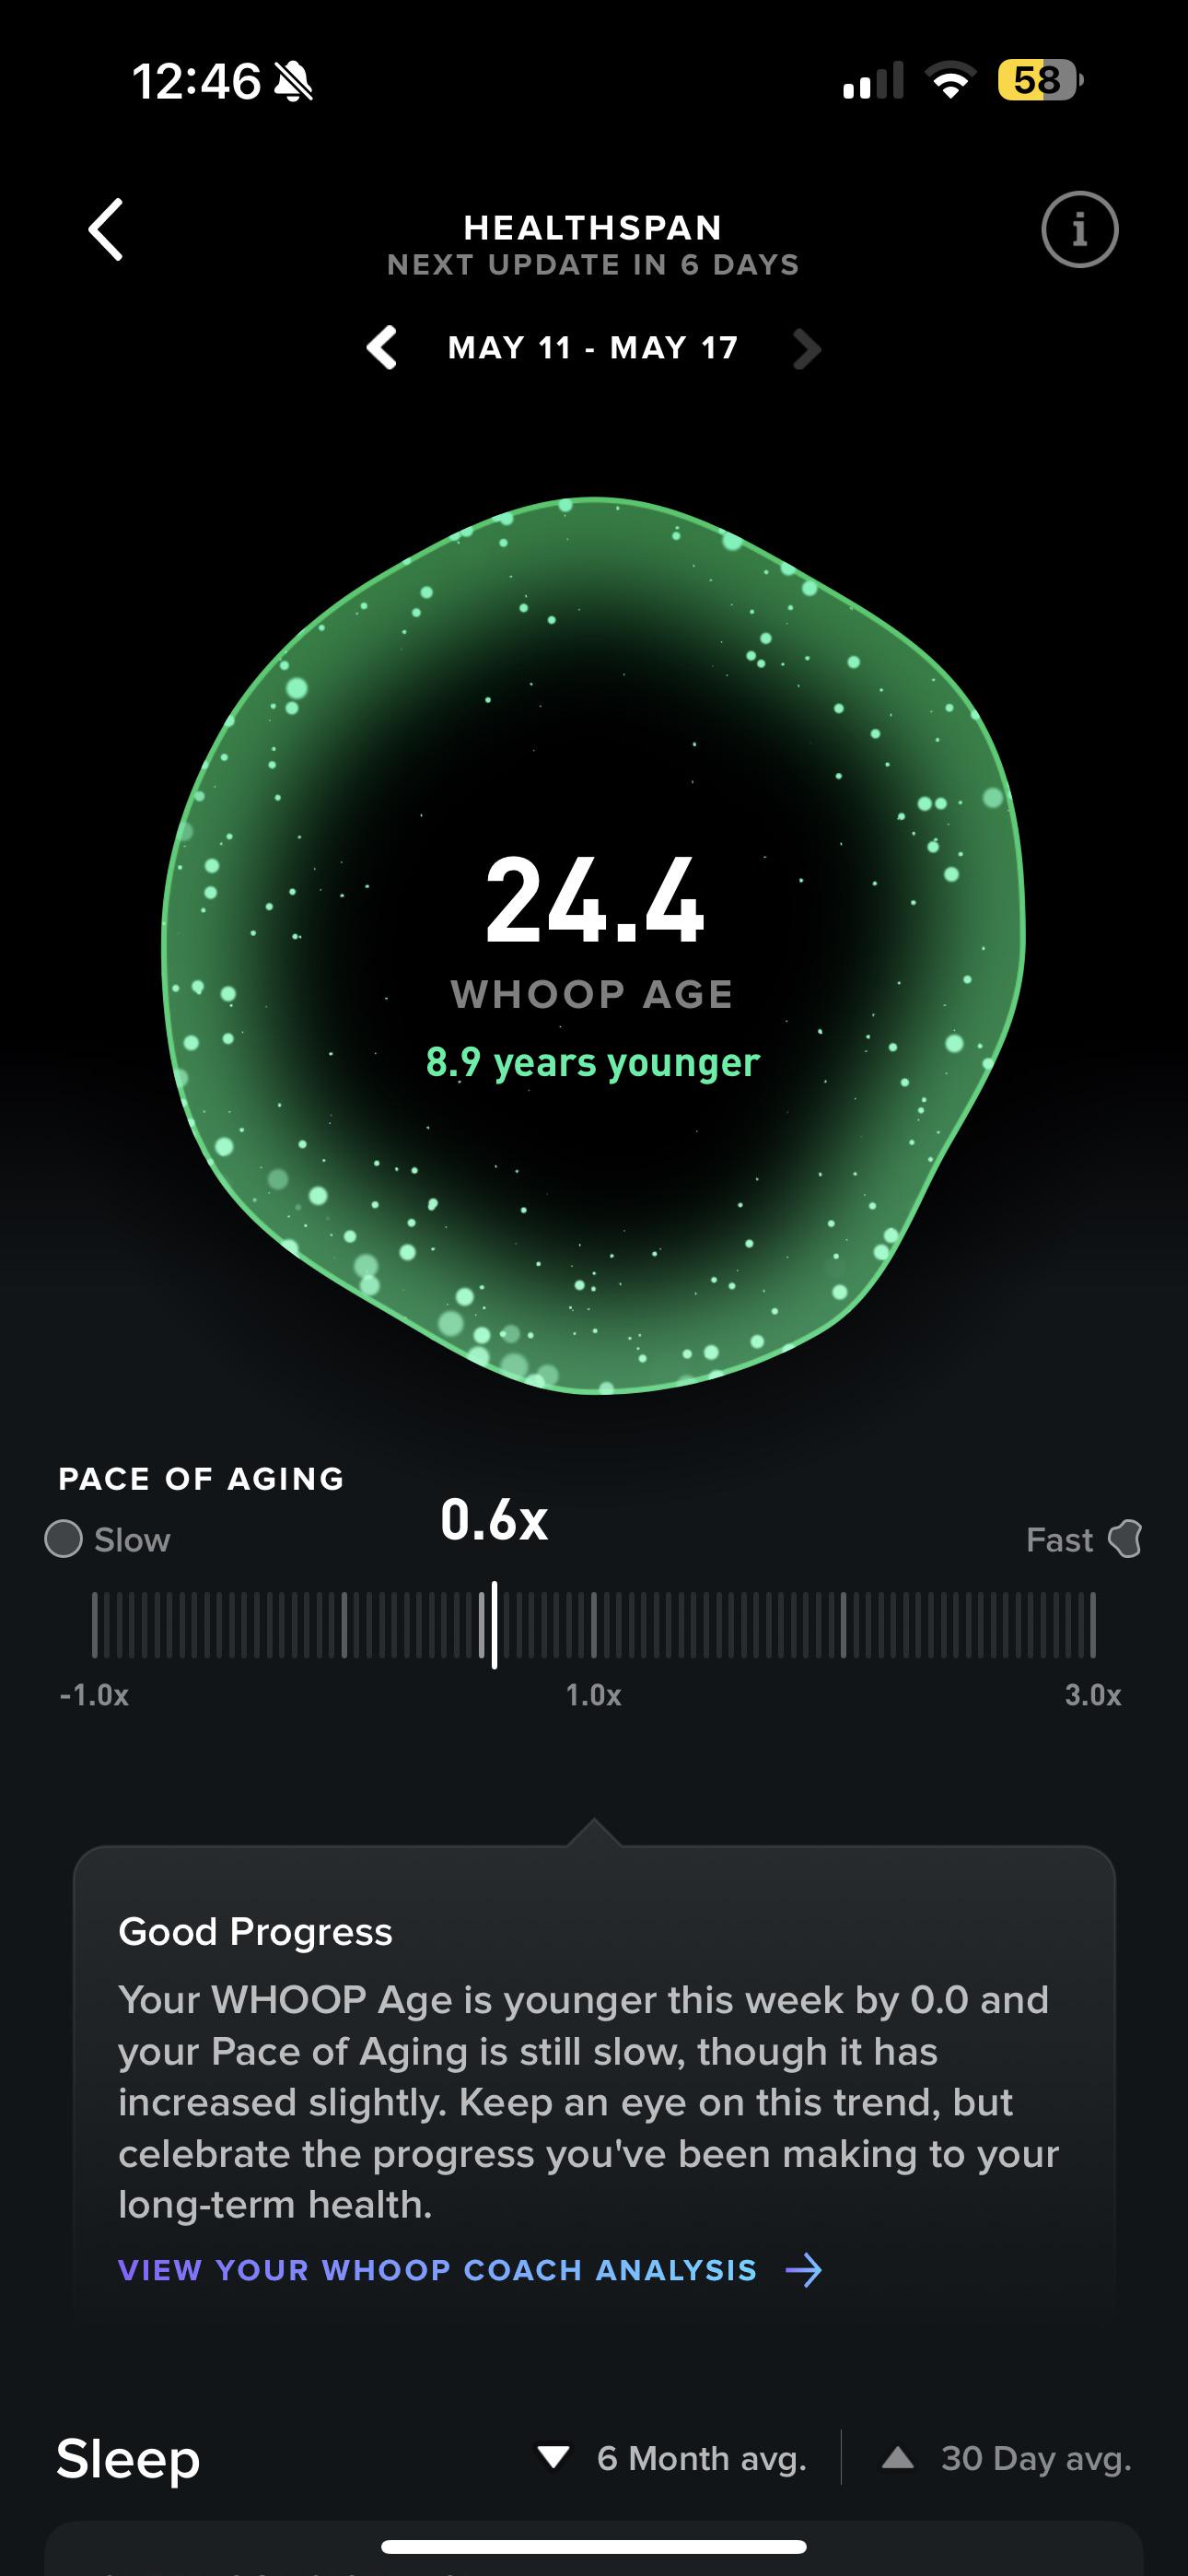 12:46
58
HEALTHSPAN
NEXT UPDATE IN 6 DAYS
MAY 11 - MAY 17
24.4
WHOOP AGE
8.9 years younger
PACE OF AGING
0.6x
Slow
Fast
-1.0x 1.0x 3.0x
Good Progress
Your WHOOP Age is younger this week by 0.0 and
your Pace of Aging is still slow, though it has
increased slightly. Keep an eye on this trend, but
celebrate the progress you've been making to your
long-term health.
VIEW YOUR WHOOP COACH ANALYSIS
Sleep
6 Month avg.
30 Day avg.